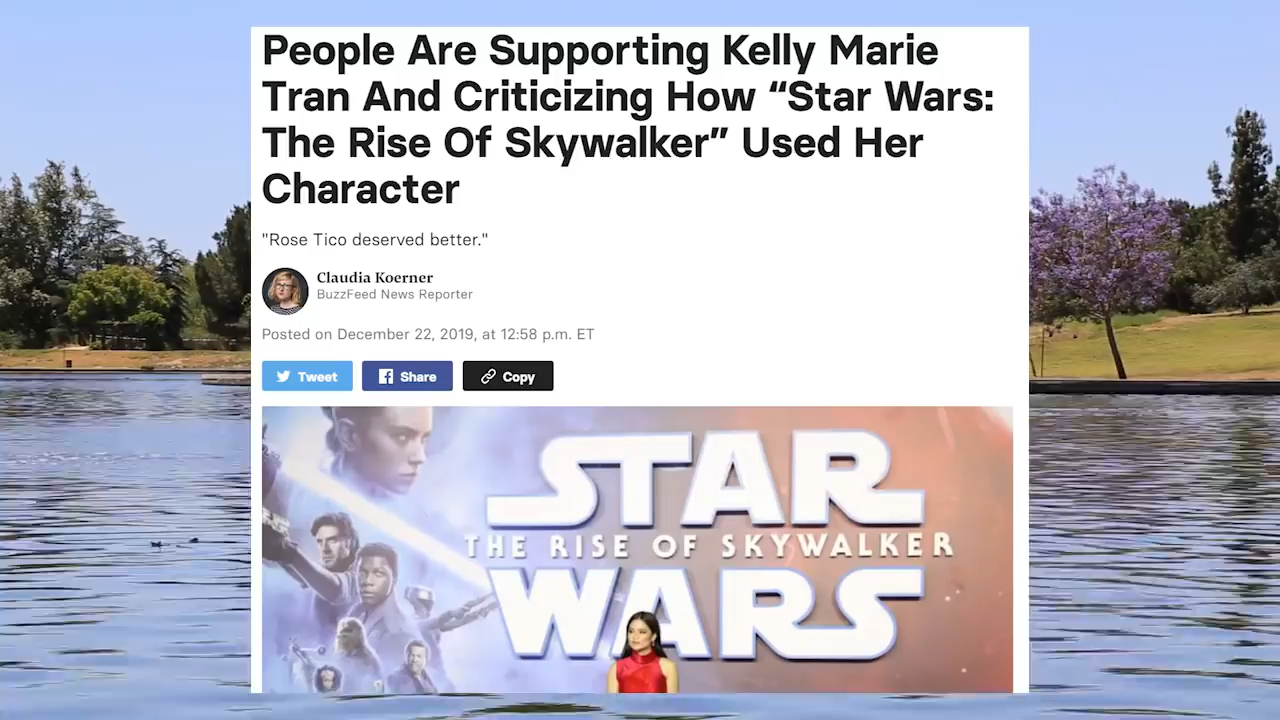 People Are Supporting Kelly Marie
Tran And Criticizing How “Star Wars:
The Rise Of Skywalker” Used Her
Character
"Rose Tico deserved better."
Claudia Koerner
BuzzFeed News Reporter
Posted on December 22, 2019, at 12:58 p.m. ET
Tweet
Share
Copy
STAR
THE RISE OF SKYWALKER
WARS